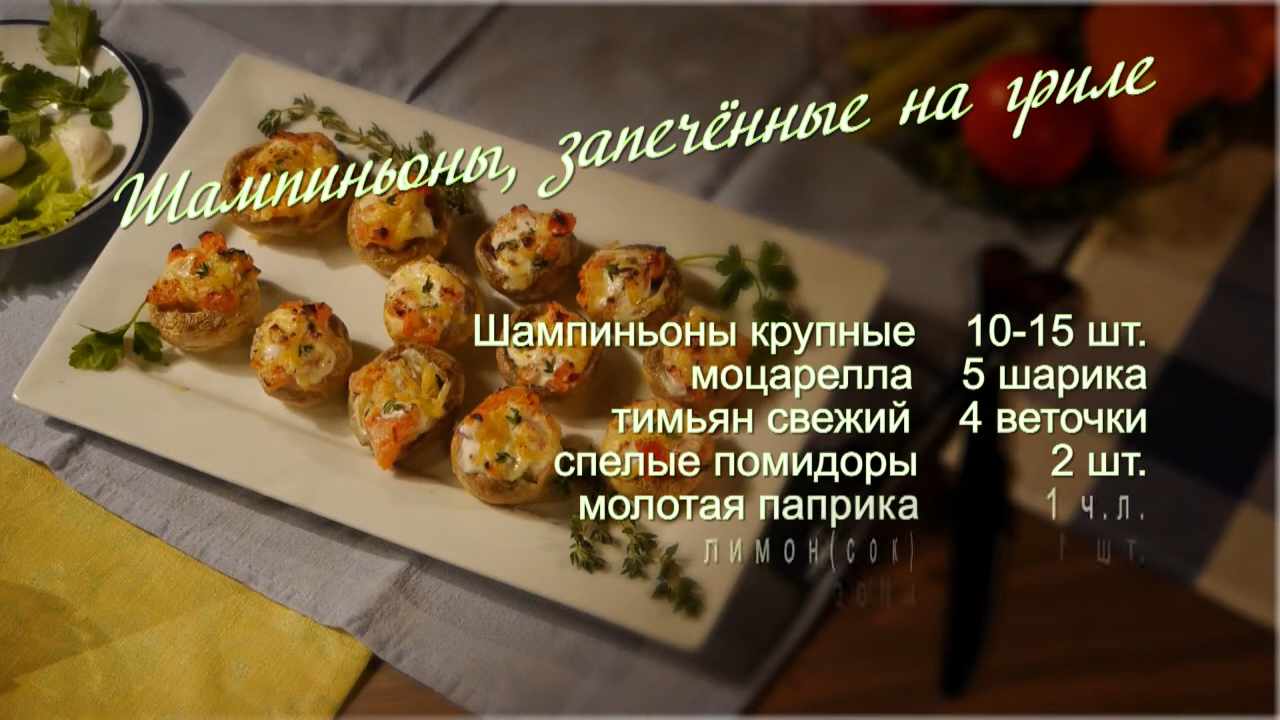 Шампиньоны, запечённые на гриле
Шампиньоны крупные 10-15 шт.
моцарелла 5 шарика
тимьян свежий 4 веточки
спелые помидоры 2 шт.
молотая паприка 1 ч.л.
лимон(сок) 1 шт.